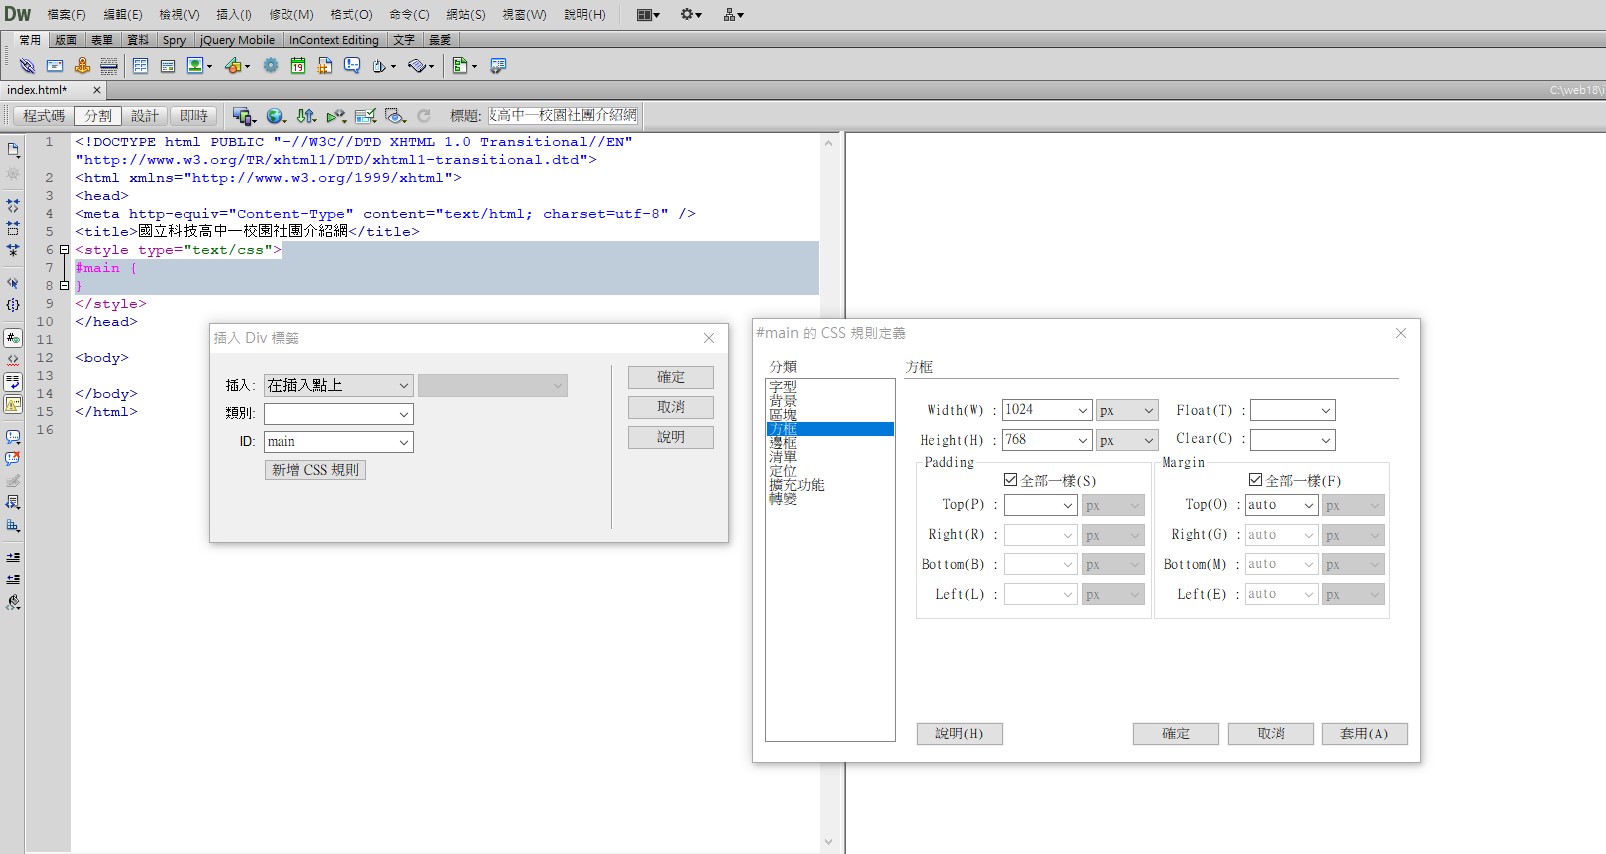 Dw 檔案(F) 編輯(E) 檢視(V) 插入(I) 修改(M) 格式(O) 命令(C) 網站(S) 視窗(W) 說明(H)
常用 版面 表單 資料 Spry jQuery Mobile InContext Editing 文字 最愛
19
index.html* ×
C:\web18\i
程式碼 分割 設計 即時 標題: 技高中—校園社團介紹網
1 <!DOCTYPE html PUBLIC "-//W3C//DTD XHTML 1.0 Transitional//EN"
"http://www.w3.org/TR/xhtml1/DTD/xhtml1-transitional.dtd">
2 <html xmlns="http://www.w3.org/1999/xhtml">
3 <head>
4 <meta http-equiv="Content-Type" content="text/html; charset=utf-8" />
5 <title>國立科技高中—校園社團介紹網</title>
6 <style type="text/css">
7 #main {
8 }
9 </style>
10 </head>
11
12 <body>
13
14 </body>
15 </html>
16
插入 Div 標籤
插入: 在插入點上
類別:
ID: main
新增 CSS 規則
確定
取消
說明
#main 的 CSS 規則定義
分類
字型
背景
區塊
方框
邊框
清單
定位
擴充功能
轉變
方框
Width(W) : 1024 px Float(T) :
Height(H) : 768 px Clear(C) :
Padding
全部一樣(S)
Top(P) : px
Right(R) : px
Bottom(B) : px
Left(L) : px
Margin
全部一樣(F)
Top(O) : auto px
Right(G) : auto px
Bottom(M) : auto px
Left(E) : auto px
說明(H) 確定 取消 套用(A)